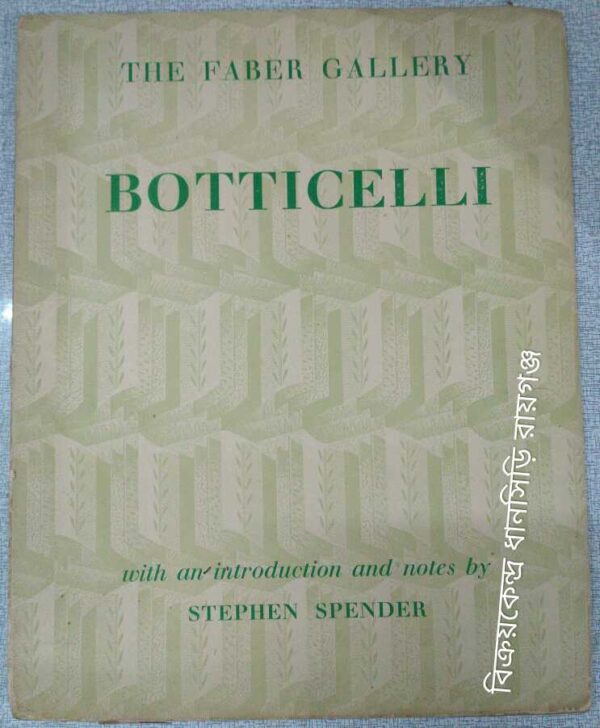 THE FABER GALLERY
BOTTICELLI
with an introduction and notes by
STEPHEN SPENDER
বিক্রয়কেন্দ্র ধানসিড়ি রায়গঞ্জ